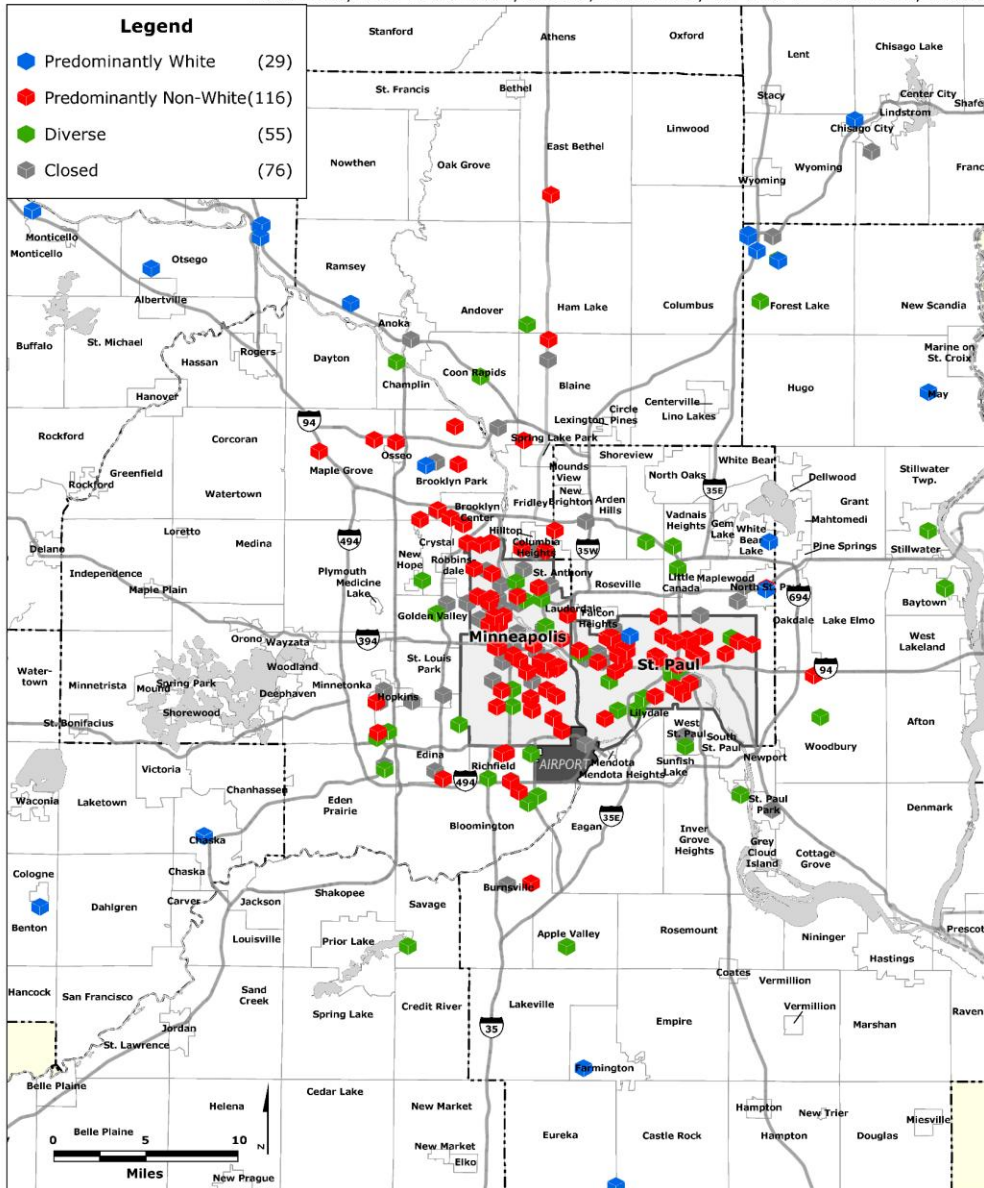 Legend
Predominantly White (29)
Predominantly Non-White(116)
Diverse (55)
Closed (76)
Stanford
Athens
Oxford
Lent
Chisago Lake
St. Francis
Bethel
Stacy
Center City
Lindstrom
Chisago City
Shafe
Nowthen
Oak Grove
East Bethel
Linwood
Wyoming
Wyoming
Franc
Monticello
Monticello
Otsego
Albertville
Ramsey
Andover
Ham Lake
Columbus
Forest Lake
New Scandia
Buffalo
St. Michael
Hassan
Rogers
Dayton
Anoka
Champlin
Coon Rapids
Blaine
Marine on
St. Croix
Hanover
Hugo
May
Centerville
Lino Lakes
Circle
Pines
Lexington
Rockford
Corcoran
94
Maple Grove
Osseo
Spring Lake Park
Shoreview
Greenfield
Rockford
Watertown
Brooklyn Park
Mounds
View
New
Brighton
Arden
Hills
North Oaks
35E
White Bear
Dellwood
Grant
Stillwater
Twp.
Loretto
Medina
Brooklyn
Center
Fridley
Vadnais
Heights
Gem
Lake
White
Bear
Lake
Mahtomedi
Delano
494
Crystal
Hilltop
Columbia
Heights
35W
Pine Springs
Stillwater
Independence
Maple Plain
Plymouth
Medicine
Lake
New
Hope
Robbins-
dale
St. Anthony
Roseville
Little
Canada
Maplewood
North St. Pa
694
Baytown
Golden Valley
Lauderdale
Falcon
Heights
Oakdale
Lake Elmo
Orono
Wayzata
394
Minneapolis
St. Paul
West
Lakeland
Water-
town
Minnetrista
Mound
Spring Park
Woodland
Deephaven
Minnetonka
St. Louis
Park
94
Shorewood
Hopkins
St. Bonifacius
Lilydale
West
St. Paul
South
St. Paul
Afton
Woodbury
Victoria
Edina
Richfield
AIRPORT
Mendota
Mendota Heights
Sunfish
Lake
Newport
Waconia
Laketown
Chanhassen
Eden
Prairie
494
St. Paul
Park
Denmark
Chaska
Bloomington
Eagan
35E
Inver
Grove
Heights
Grey
Cloud
Island
Cottage
Grove
Cologne
Chaska
Benton
Dahlgren
Carver
Jackson
Shakopee
Savage
Burnsville
Louisville
Prior Lake
Apple Valley
Rosemount
Nininger
Prescot
Hastings
Hancock
San Francisco
Sand
Creek
Spring Lake
Credit River
Lakeville
Coates
Vermillion
Vermillion
Empire
Marshan
Raven
Jordan
St. Lawrence
35
Belle Plaine
Farmington
Helena
Cedar Lake
New Market
Hampton
New Trier
Miesville
Belle Plaine
Eureka
Castle Rock
Hampton
Douglas
0 5 10
Miles
N
New Market
Elko
New Prague